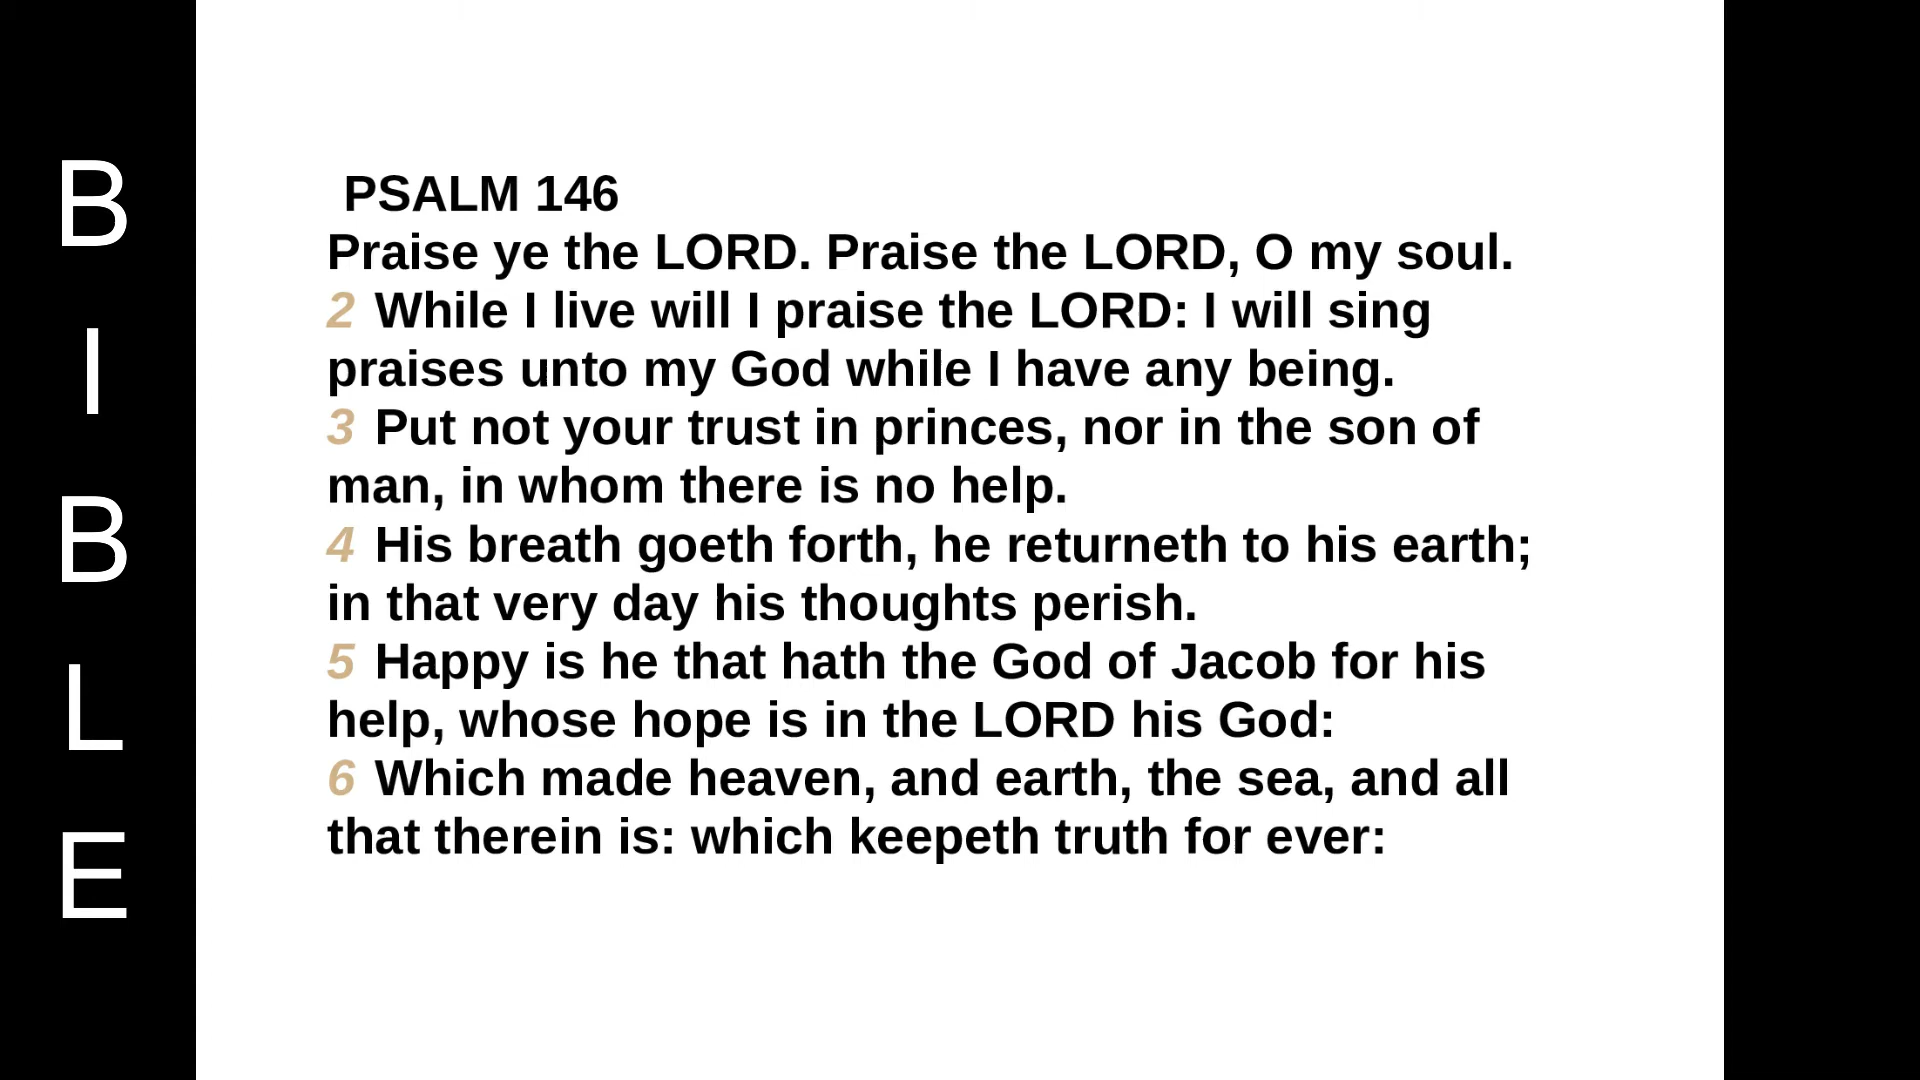 BIBLE
PSALM 146
Praise ye the LORD. Praise the LORD, O my soul.
2 While I live will I praise the LORD: I will sing
praises unto my God while I have any being.
3 Put not your trust in princes, nor in the son of
man, in whom there is no help.
4 His breath goeth forth, he returneth to his earth;
in that very day his thoughts perish.
5 Happy is he that hath the God of Jacob for his
help, whose hope is in the LORD his God:
6 Which made heaven, and earth, the sea, and all
that therein is: which keepeth truth for ever: